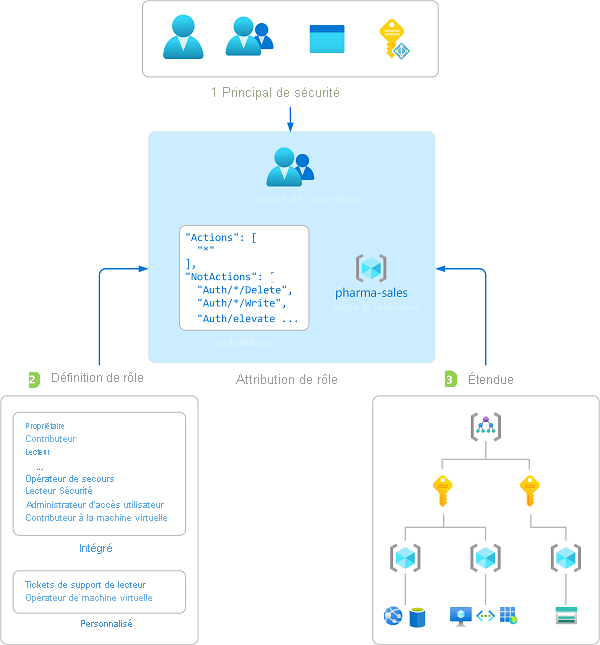 1 Principal de sécurité
Groupe de marketing
"Actions": [
"*"
],
"NotActions": [
"Auth/*/Delete",
"Auth/*/Write",
"Auth/elevate ...
Contributeur
pharma-sales
groupe de ressources
2 Définition de rôle
Attribution de rôle
3 Étendue
Propriétaire
Contributeur
Lecteur
...
Opérateur de secours
Lecteur Sécurité
Administrateur d'accès utilisateur
Contributeur à la machine virtuelle
Intégré
Tickets de support de lecteur
Opérateur de machine virtuelle
Personnalisé